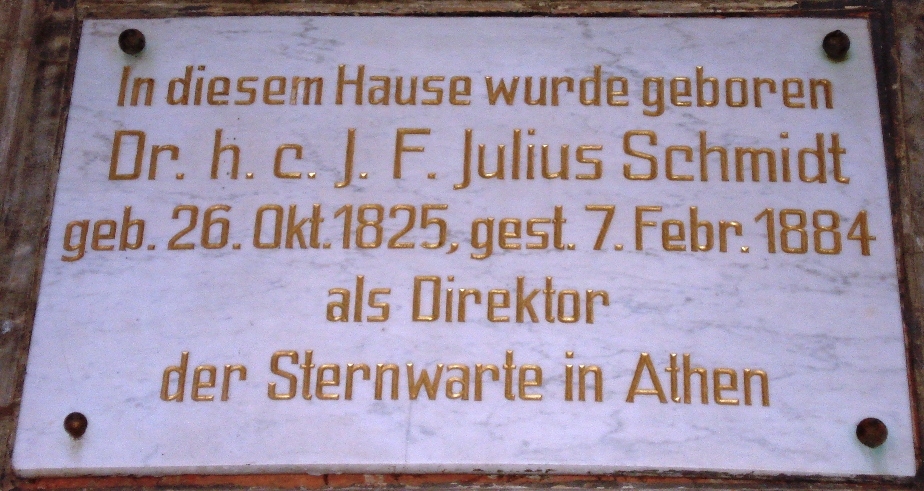 In diesem Hause wurde geboren
Dr. h. c. J. F. Julius Schmidt
geb. 26. Okt. 1825, gest. 7. Febr. 1884
als Direktor
der Sternwarte in Athen